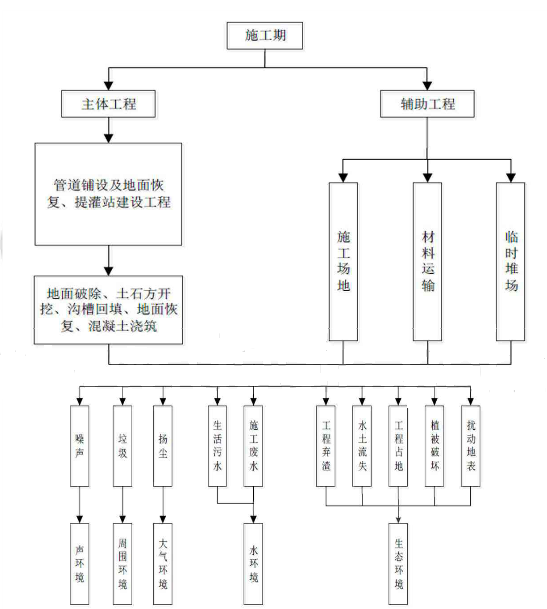 施工期
主体工程
辅助工程
管道铺设及地面恢
复、提灌站建设工程
施工场地
材料运输
临时堆场
地面破除、土石方开
挖、沟槽回填、地面恢
复、混凝土浇筑
噪声
垃圾
扬尘
生活污水
施工废水
工程弃渣
水土流失
工程占地
植被破坏
扰动地表
声环境
周围环境
大气环境
水环境
生态环境